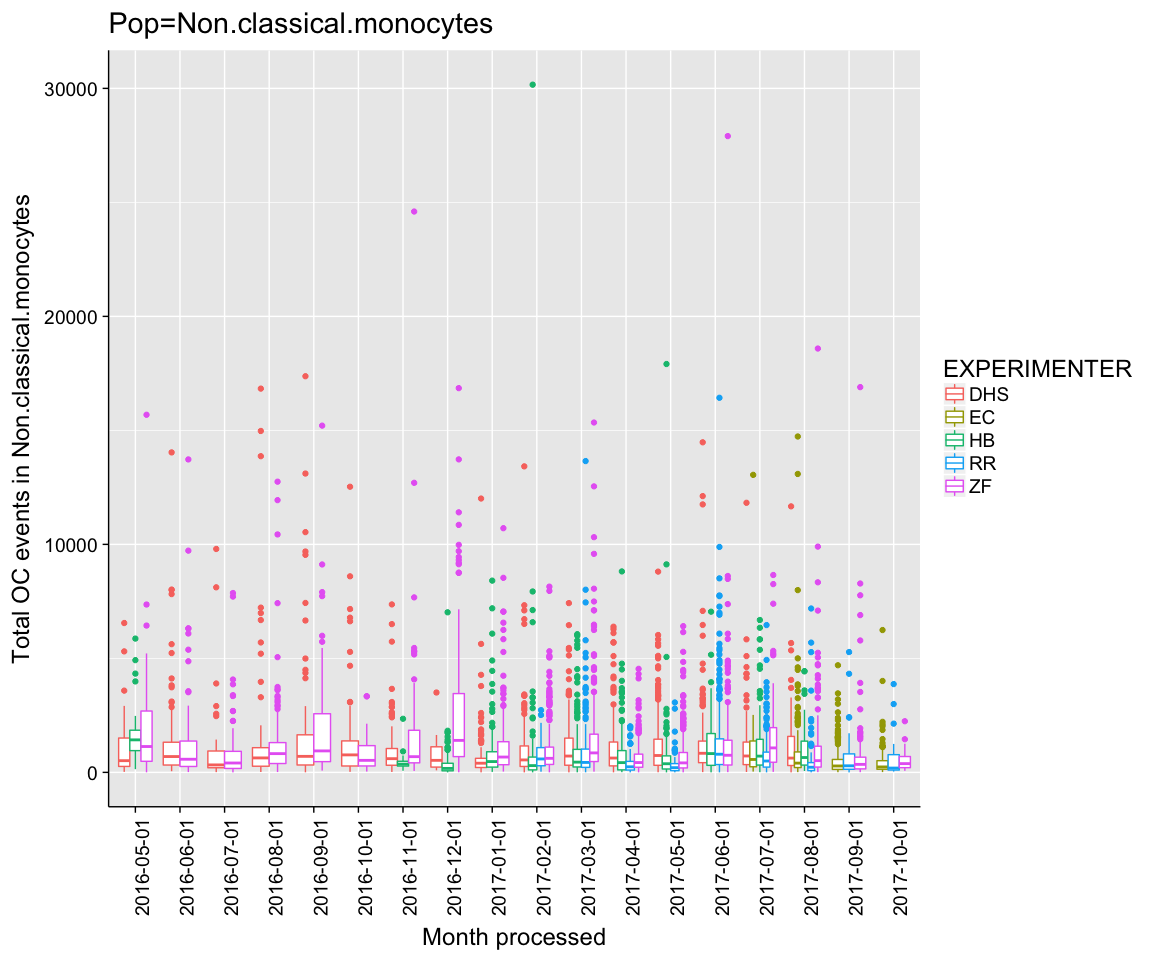 Pop=Non.classical.monocytes
Total OC events in Non.classical.monocytes
30000
20000
10000
0
2016-05-01
2016-06-01
2016-07-01
2016-08-01
2016-09-01
2016-10-01
2016-11-01
2016-12-01
2017-01-01
2017-02-01
2017-03-01
2017-04-01
2017-05-01
2017-06-01
2017-07-01
2017-08-01
2017-09-01
2017-10-01
Month processed
EXPERIMENTER
DHS
EC
HB
RR
ZF